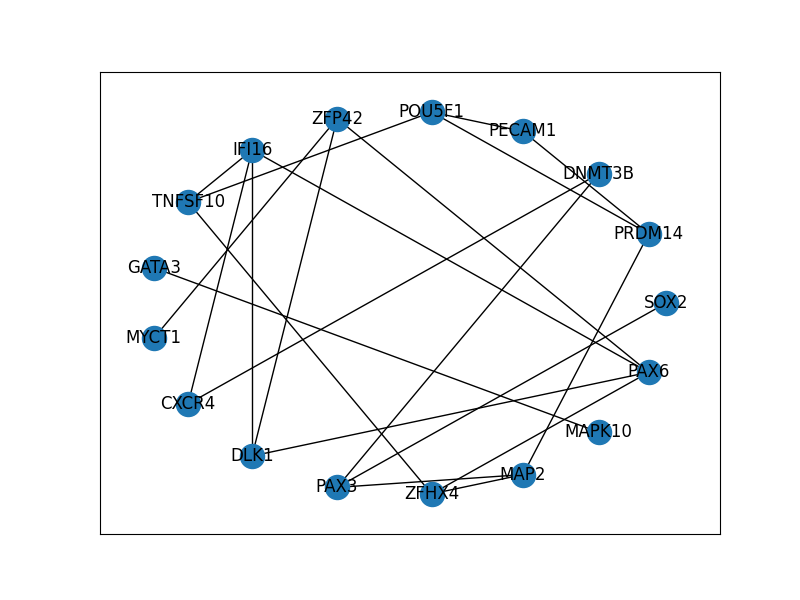 POU5F1
ZFP42
PECAM1
IFI16
DNMT3B
TNFSF10
PRDM14
GATA3
SOX2
MYCT1
PAX6
CXCR4
MAPK10
DLK1
MAP2
PAX3
ZFHX4